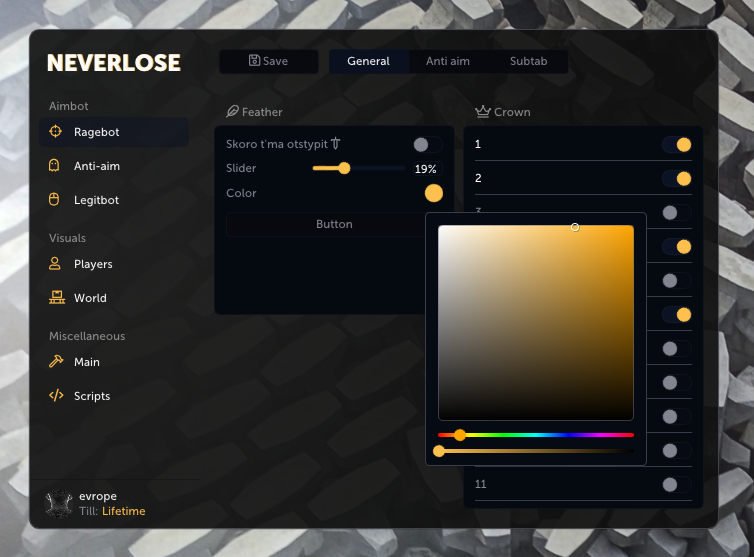 NEVERLOSE
Save
General
Anti aim
Subtab
Aimbot
Ragebot
Anti-aim
Legitbot
Visuals
Players
World
Miscellaneous
Main
Scripts
evrope
Till: Lifetime
Feather
Skoro t'ma otstypit
Slider 19%
Color
Button
Crown
1
2
3
11